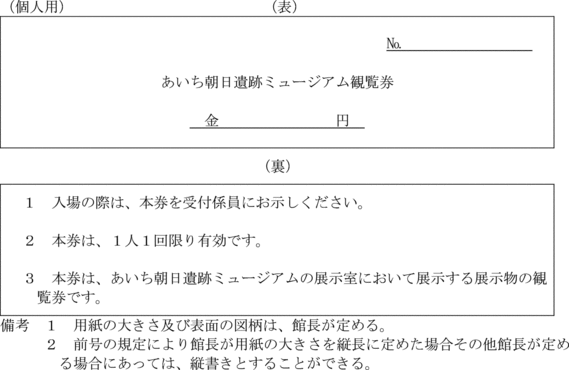 （個人用）　（表）
№
あいち朝日遺跡ミュージアム観覧券
金　円
（裏）
１　入場の際は、本券を受付係員にお示しください。
２　本券は、１人１回限り有効です。
３　本券は、あいち朝日遺跡ミュージアムの展示室において展示する展示物の観
覧券です。
備考　１　用紙の大きさ及び表面の図柄は、館長が定める。
２　前号の規定により館長が用紙の大きさを縦長に定めた場合その他館長が定め
る場合にあっては、縦書きとすることができる。